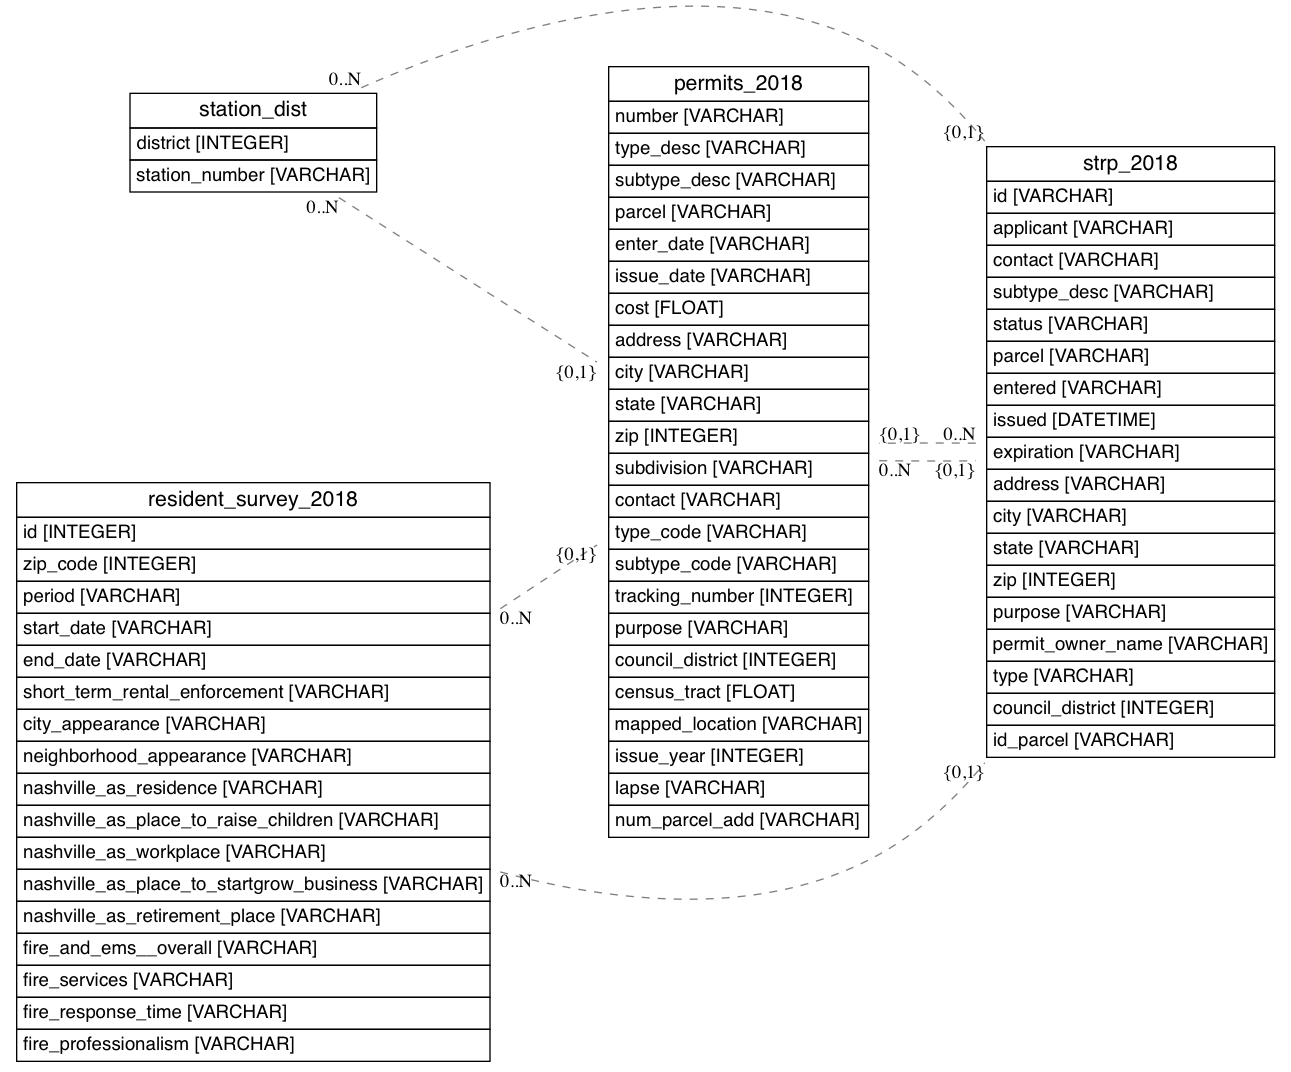 0..N
station_dist
district [INTEGER]
station_number [VARCHAR]
0..N
permits_2018
number [VARCHAR]
type_desc [VARCHAR]
subtype_desc [VARCHAR]
parcel [VARCHAR]
enter_date [VARCHAR]
issue_date [VARCHAR]
cost [FLOAT]
address [VARCHAR]
city [VARCHAR]
state [VARCHAR]
zip [INTEGER]
subdivision [VARCHAR]
contact [VARCHAR]
type_code [VARCHAR]
subtype_code [VARCHAR]
tracking_number [INTEGER]
purpose [VARCHAR]
council_district [INTEGER]
census_tract [FLOAT]
mapped_location [VARCHAR]
issue_year [INTEGER]
lapse [VARCHAR]
num_parcel_add [VARCHAR]
{0,1}
{0,1}
{0,1} 0..N
0..N {0,1}
{0,1}
strp_2018
id [VARCHAR]
applicant [VARCHAR]
contact [VARCHAR]
subtype_desc [VARCHAR]
status [VARCHAR]
parcel [VARCHAR]
entered [VARCHAR]
issued [DATETIME]
expiration [VARCHAR]
address [VARCHAR]
city [VARCHAR]
state [VARCHAR]
zip [INTEGER]
purpose [VARCHAR]
permit_owner_name [VARCHAR]
type [VARCHAR]
council_district [INTEGER]
id_parcel [VARCHAR]
{0,1}
resident_survey_2018
id [INTEGER]
zip_code [INTEGER]
period [VARCHAR]
start_date [VARCHAR]
end_date [VARCHAR]
short_term_rental_enforcement [VARCHAR]
city_appearance [VARCHAR]
neighborhood_appearance [VARCHAR]
nashville_as_residence [VARCHAR]
nashville_as_place_to_raise_children [VARCHAR]
nashville_as_workplace [VARCHAR]
nashville_as_place_to_startgrow_business [VARCHAR]
nashville_as_retirement_place [VARCHAR]
fire_and_ems__overall [VARCHAR]
fire_services [VARCHAR]
fire_response_time [VARCHAR]
fire_professionalism [VARCHAR]
0..N
0..N